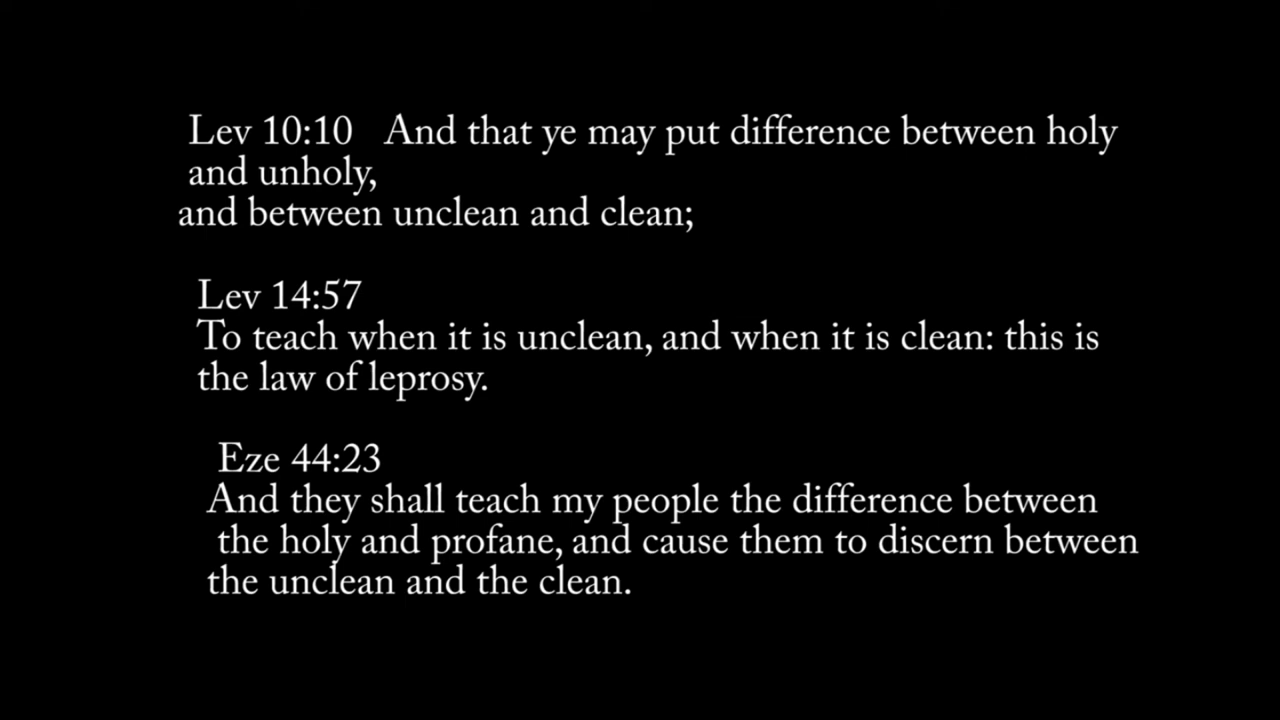 Lev 10:10 And that ye may put difference between holy
and unholy,
and between unclean and clean;
Lev 14:57
To teach when it is unclean, and when it is clean: this is
the law of leprosy.
Eze 44:23
And they shall teach my people the difference between
the holy and profane, and cause them to discern between
the unclean and the clean.